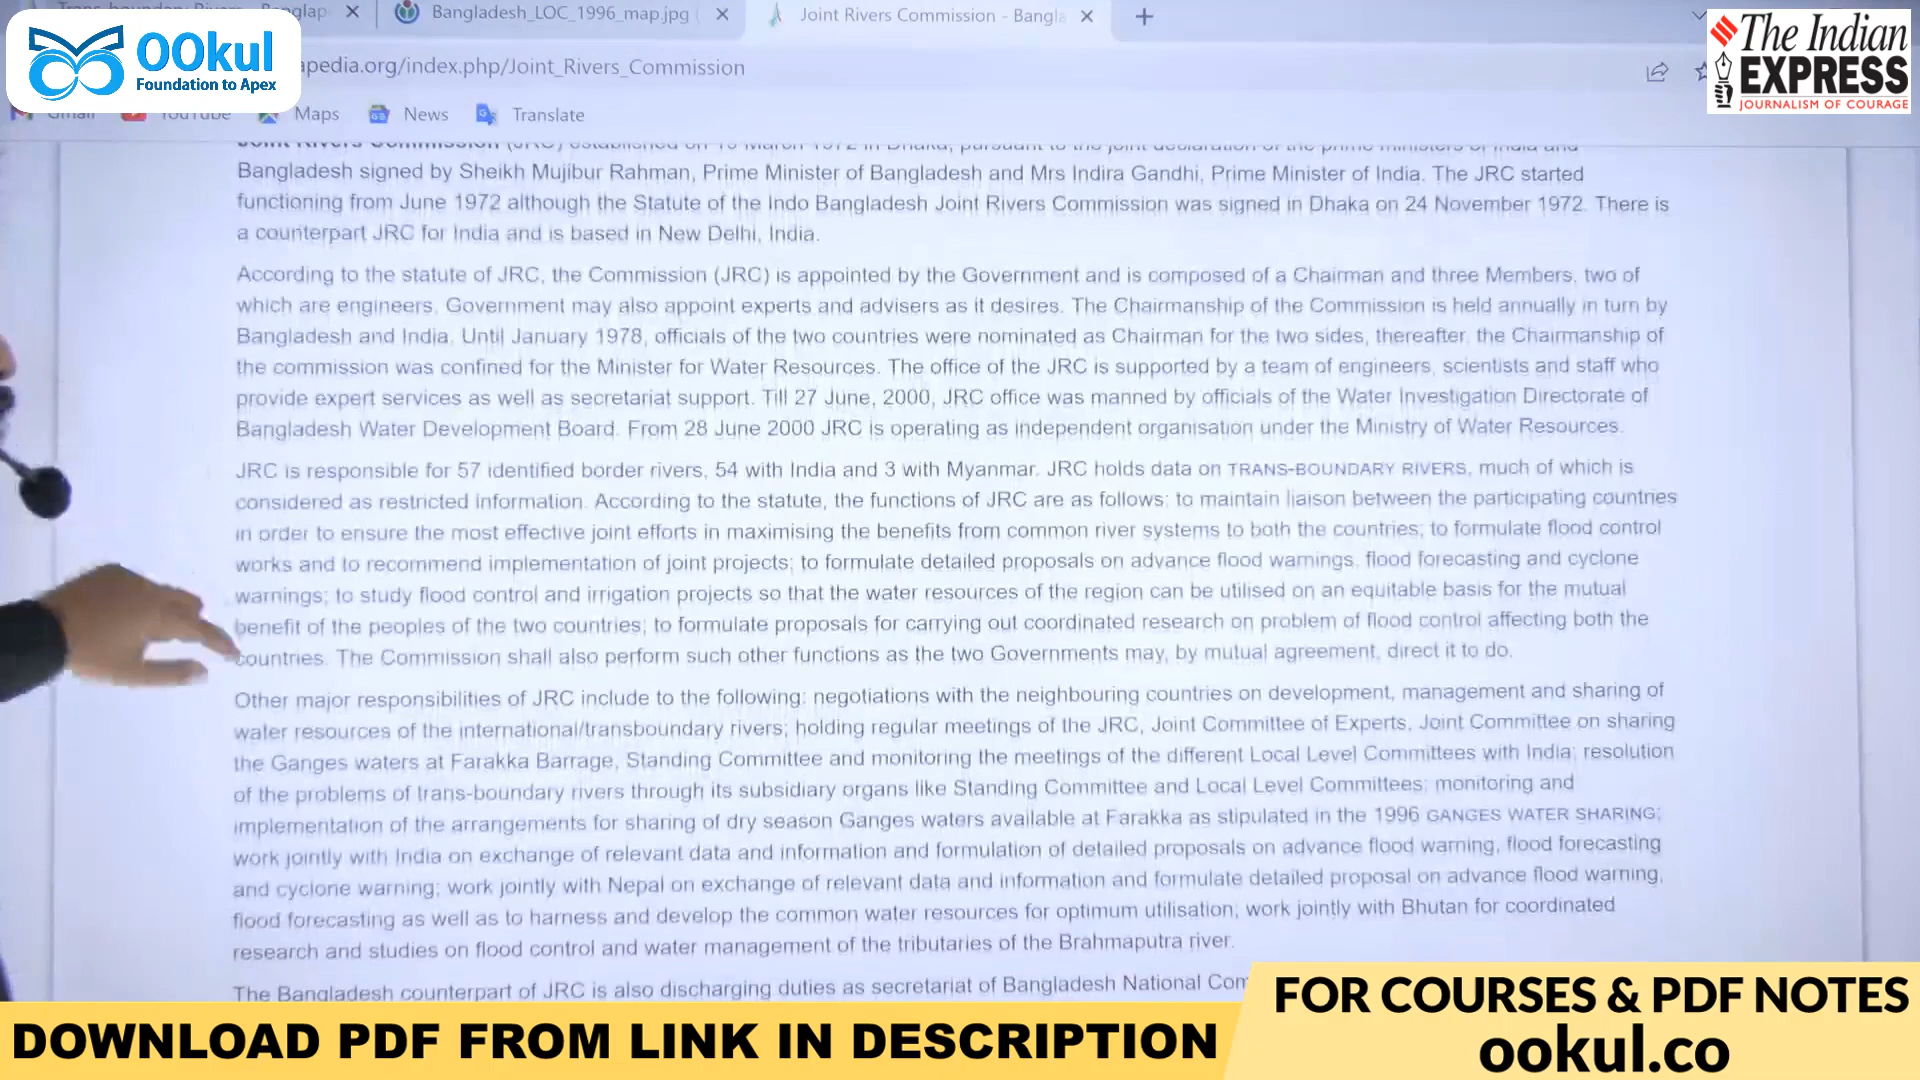 OOkul
Foundation to Apex
Bangladesh_LOC_1996_map.jpg
Joint Rivers Commission - Bangla
The Indian
EXPRESS
JOURNALISM OF COURAGE
apedia.org/index.php/Joint_Rivers_Commission
Gmail YouTube Maps News Translate
Joint Rivers Commission (JRC) established on 19 March 1972 in Dhaka, pursuant to the joint declaration of the prime ministers of India and
Bangladesh signed by Sheikh Mujibur Rahman, Prime Minister of Bangladesh and Mrs Indira Gandhi, Prime Minister of India. The JRC started
functioning from June 1972 although the Statute of the Indo Bangladesh Joint Rivers Commission was signed in Dhaka on 24 November 1972. There is
a counterpart JRC for India and is based in New Delhi, India.
According to the statute of JRC, the Commission (JRC) is appointed by the Government and is composed of a Chairman and three Members, two of
which are engineers. Government may also appoint experts and advisers as it desires. The Chairmanship of the Commission is held annually in turn by
Bangladesh and India. Until January 1978, officials of the two countries were nominated as Chairman for the two sides, thereafter, the Chairmanship of
the commission was confined for the Minister for Water Resources. The office of the JRC is supported by a team of engineers, scientists and staff who
provide expert services as well as secretariat support. Till 27 June, 2000, JRC office was manned by officials of the Water Investigation Directorate of
Bangladesh Water Development Board. From 28 June 2000 JRC is operating as independent organisation under the Ministry of Water Resources.
JRC is responsible for 57 identified border rivers, 54 with India and 3 with Myanmar. JRC holds data on TRANS-BOUNDARY RIVERS, much of which is
considered as restricted information. According to the statute, the functions of JRC are as follows: to maintain liaison between the participating countries
in order to ensure the most effective joint efforts in maximising the benefits from common river systems to both the countries; to formulate flood control
works and to recommend implementation of joint projects; to formulate detailed proposals on advance flood warnings, flood forecasting and cyclone
warnings; to study flood control and irrigation projects so that the water resources of the region can be utilised on an equitable basis for the mutual
benefit of the peoples of the two countries; to formulate proposals for carrying out coordinated research on problem of flood control affecting both the
countries. The Commission shall also perform such other functions as the two Governments may, by mutual agreement, direct it to do.
Other major responsibilities of JRC include to the following: negotiations with the neighbouring countries on development, management and sharing of
water resources of the international/transboundary rivers; holding regular meetings of the JRC, Joint Committee of Experts, Joint Committee on sharing
the Ganges waters at Farakka Barrage, Standing Committee and monitoring the meetings of the different Local Level Committees with India; resolution
of the problems of trans-boundary rivers through its subsidiary organs like Standing Committee and Local Level Committees; monitoring and
implementation of the arrangements for sharing of dry season Ganges waters available at Farakka as stipulated in the 1996 GANGES WATER SHARING;
work jointly with India on exchange of relevant data and information and formulation of detailed proposals on advance flood warning, flood forecasting
and cyclone warning; work jointly with Nepal on exchange of relevant data and information and formulate detailed proposal on advance flood warning,
flood forecasting as well as to harness and develop the common water resources for optimum utilisation; work jointly with Bhutan for coordinated
research and studies on flood control and water management of the tributaries of the Brahmaputra river.
The Bangladesh counterpart of JRC is also discharging duties as secretariat of Bangladesh National Com
FOR COURSES & PDF NOTES
ookul.co
DOWNLOAD PDF FROM LINK IN DESCRIPTION